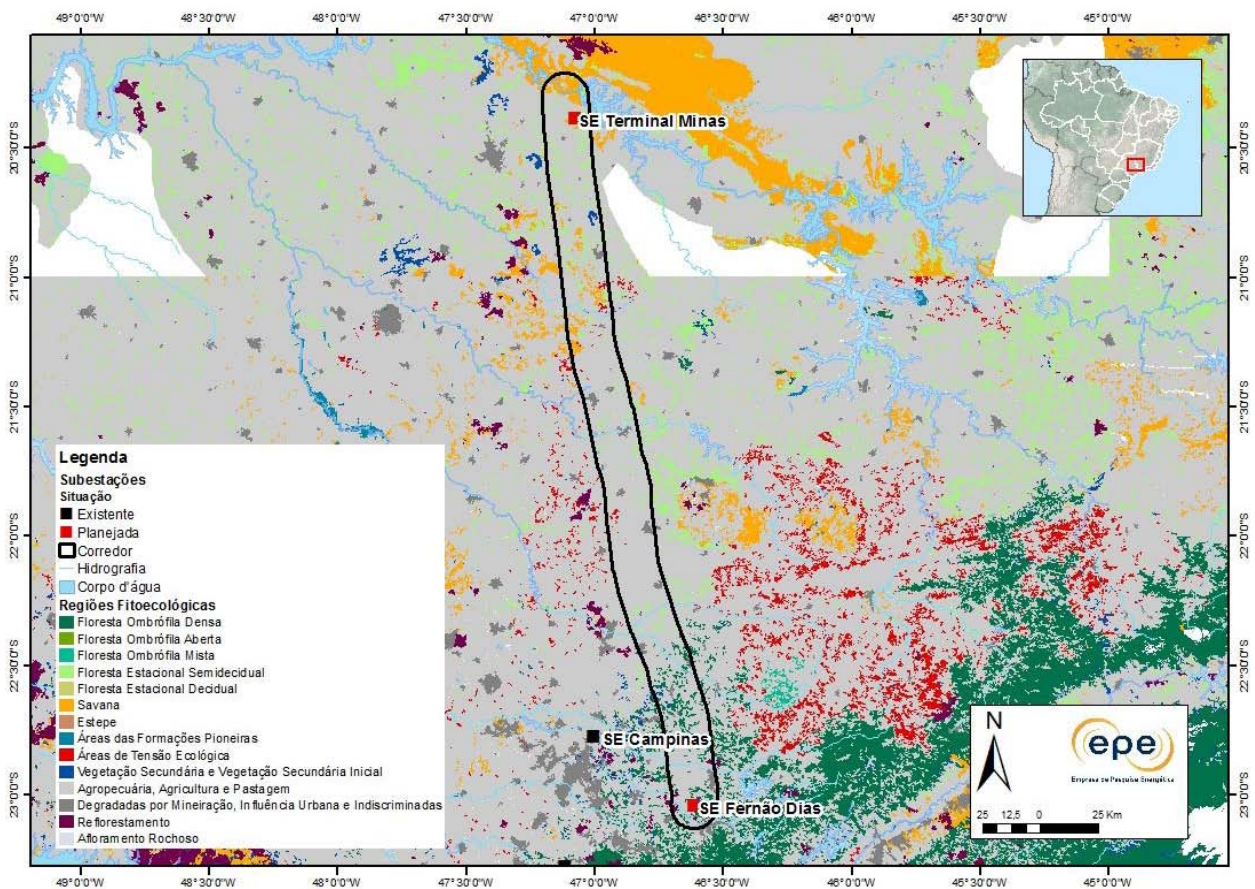 49°0'0"W 48°30'0"W 48°0'0"W 47°30'0"W 47°0'0"W 46°30'0"W 46°0'0"W 45°30'0"W 45°0'0"W
20°30'0"S
20°30'0"S
21°0'0"S
21°0'0"S
21°30'0"S
21°30'0"S
22°0'0"S
22°0'0"S
22°30'0"S
22°30'0"S
23°0'0"S
23°0'0"S
SE Terminal Minas
SE Campinas
SE Fernão Dias
Legenda
Subestações
Situação
Existente
Planejada
Corredor
Hidrografia
Corpo d'água
Regiões Fitoecológicas
Floresta Ombrófila Densa
Floresta Ombrófila Aberta
Floresta Ombrófila Mista
Floresta Estacional Semidecidual
Floresta Estacional Decidual
Savana
Estepe
Áreas das Formações Pioneiras
Áreas de Tensão Ecológica
Vegetação Secundária e Vegetação Secundária Inicial
Agropecuária, Agricultura e Pastagem
Degradadas por Mineiração, Influência Urbana e Indiscriminadas
Reflorestamento
Afloramento Rochoso
N
epe
Empresa de Pesquisa Energética
25 12,5 0 25 Km
49°0'0"W 48°30'0"W 48°0'0"W 47°30'0"W 47°0'0"W 46°30'0"W 46°0'0"W 45°30'0"W 45°0'0"W